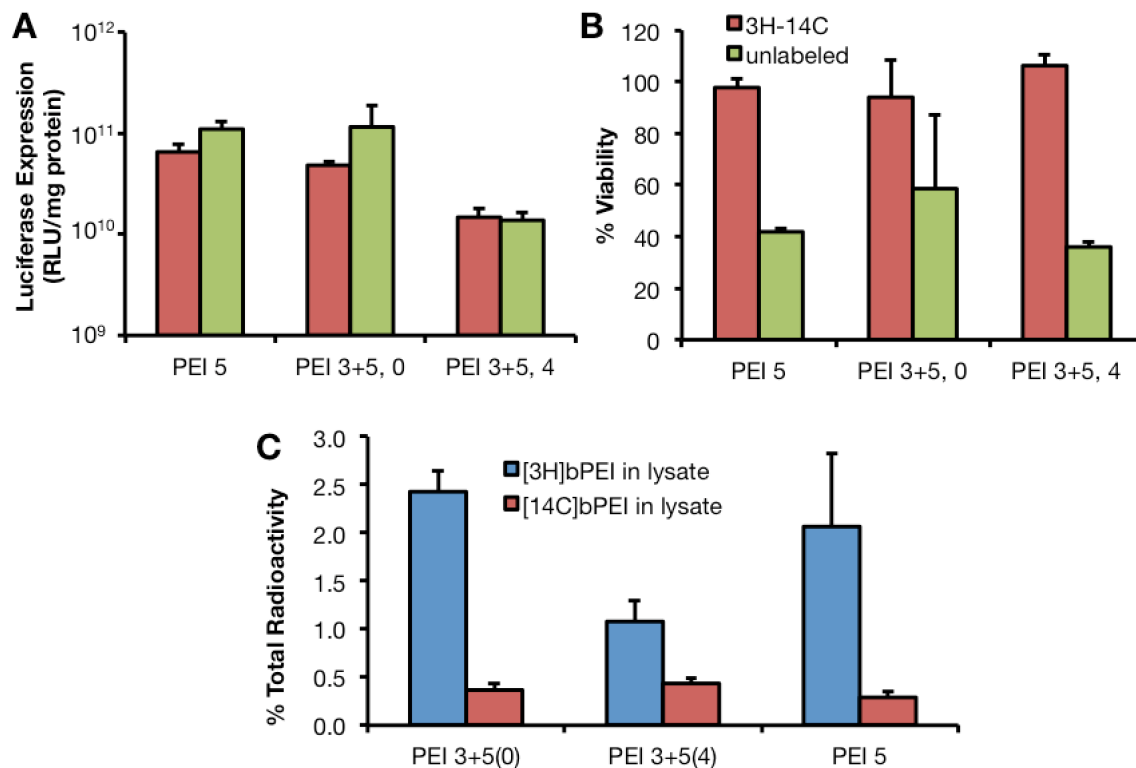 A
Luciferase Expression
(RLU/mg protein)
10¹²
10¹¹
10¹⁰
10⁹
PEI 5
PEI 3+5, 0
PEI 3+5, 4
B
3H-14C
unlabeled
% Viability
120
100
80
60
40
20
0
PEI 5
PEI 3+5, 0
PEI 3+5, 4
C
[3H]bPEI in lysate
[14C]bPEI in lysate
% Total Radioactivity
3.0
2.5
2.0
1.5
1.0
0.5
0.0
PEI 3+5(0)
PEI 3+5(4)
PEI 5